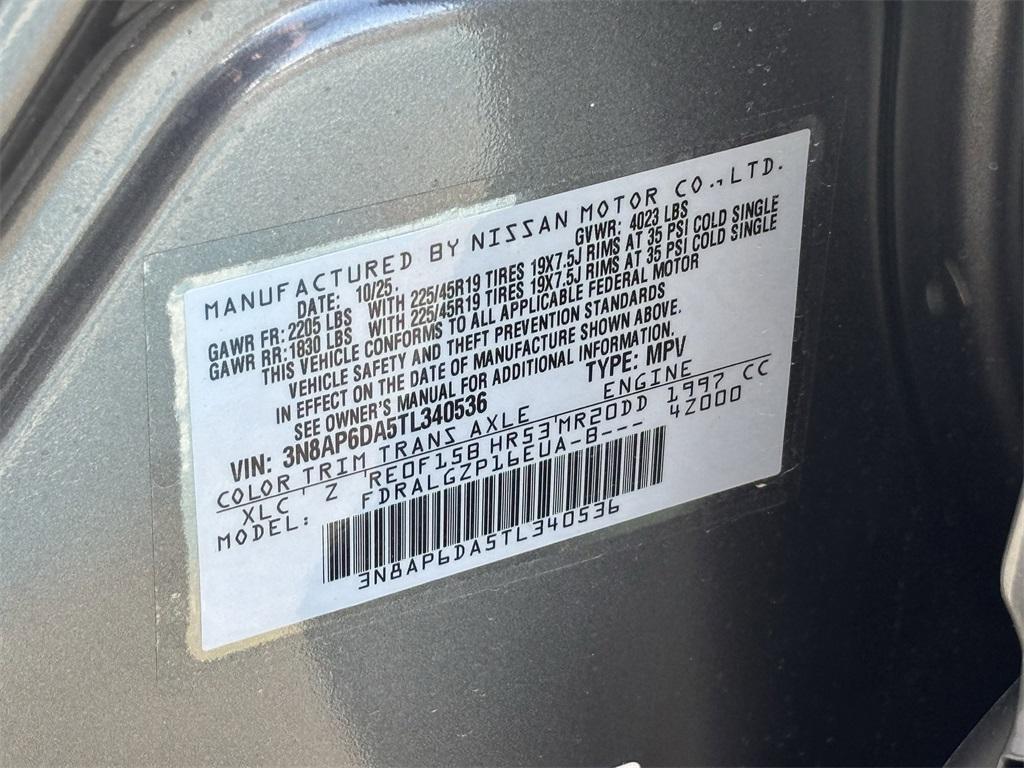 MANUFACTURED BY NISSAN MOTOR CO., LTD.
DATE: 10/25 GVWR: 4023 LBS
GAWR FR: 2205 LBS WITH 225/45R19 TIRES 19X7.5J RIMS AT 35 PSI COLD SINGLE
GAWR RR: 1830 LBS WITH 225/45R19 TIRES 19X7.5J RIMS AT 35 PSI COLD SINGLE
THIS VEHICLE CONFORMS TO ALL APPLICABLE FEDERAL MOTOR
VEHICLE SAFETY AND THEFT PREVENTION STANDARDS
IN EFFECT ON THE DATE OF MANUFACTURE SHOWN ABOVE.
SEE OWNER'S MANUAL FOR ADDITIONAL INFORMATION.
VIN: 3N8AP6DA5TL340536 TYPE: MPV
COLOR TRIM TRANS AXLE ENGINE
XLC Z RE0F15B HR53 MR20DD 1997 CC
MODEL: FDRALGZP16EUA-B--- 4Z000
3N8AP6DA5TL340536